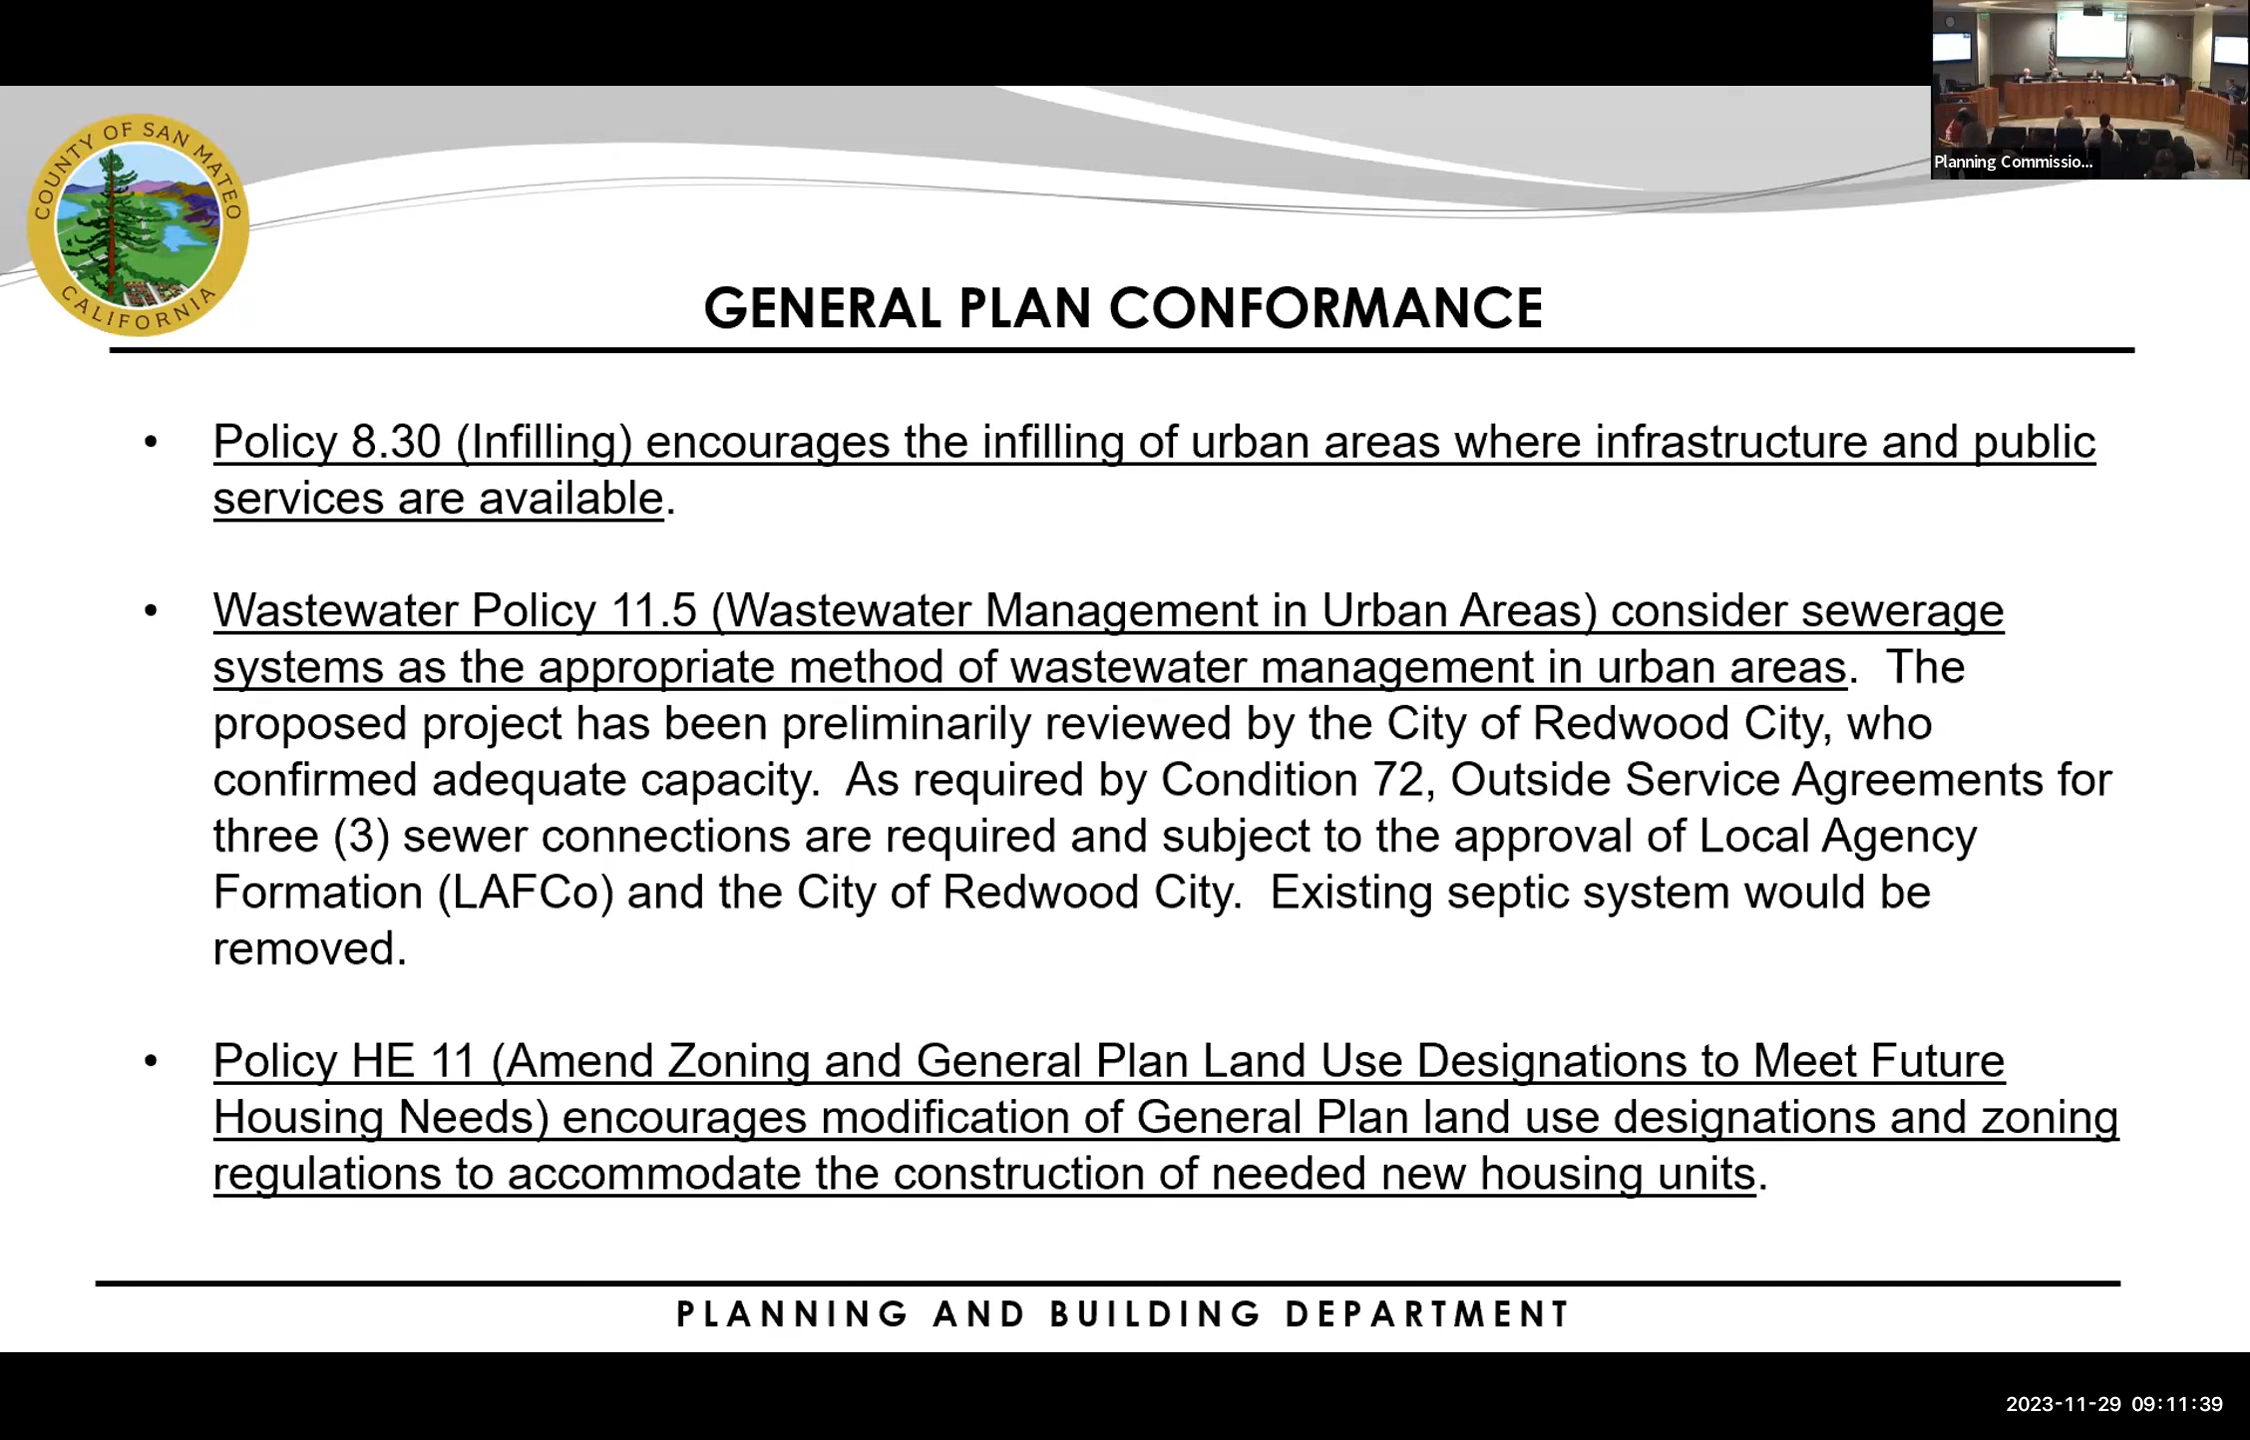 Planning Commissio...
COUNTY OF SAN MATEO
CALIFORNIA
GENERAL PLAN CONFORMANCE
• Policy 8.30 (Infilling) encourages the infilling of urban areas where infrastructure and public
services are available.
• Wastewater Policy 11.5 (Wastewater Management in Urban Areas) consider sewerage
systems as the appropriate method of wastewater management in urban areas. The
proposed project has been preliminarily reviewed by the City of Redwood City, who
confirmed adequate capacity. As required by Condition 72, Outside Service Agreements for
three (3) sewer connections are required and subject to the approval of Local Agency
Formation (LAFCo) and the City of Redwood City. Existing septic system would be
removed.
• Policy HE 11 (Amend Zoning and General Plan Land Use Designations to Meet Future
Housing Needs) encourages modification of General Plan land use designations and zoning
regulations to accommodate the construction of needed new housing units.
PLANNING AND BUILDING DEPARTMENT
2023-11-29 09:11:39